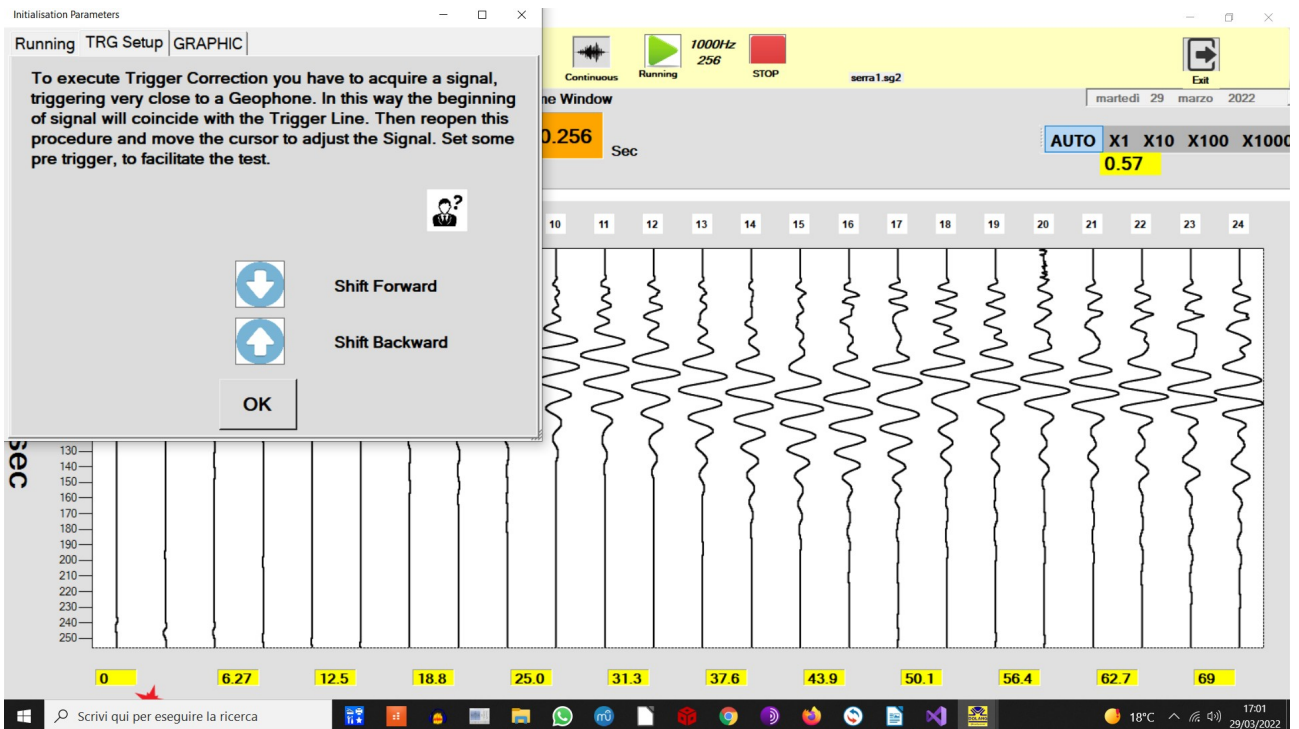 Initialisation Parameters
Running TRG Setup GRAPHIC
To execute Trigger Correction you have to acquire a signal,
triggering very close to a Geophone. In this way the beginning
of signal will coincide with the Trigger Line. Then reopen this
procedure and move the cursor to adjust the Signal. Set some
pre trigger, to facilitate the test.
?
Shift Forward
Shift Backward
OK
Continuous
Running
1000Hz
256
STOP
serra1.sg2
Exit
Window
martedì 29 marzo 2022
0.256
Sec
AUTO X1 X10 X100 X1000
0.57
10 11 12 13 14 15 16 17 18 19 20 21 22 23 24
sec
130
140
150
160
170
180
190
200
210
220
230
240
250
0 6.27 12.5 18.8 25.0 31.3 37.6 43.9 50.1 56.4 62.7 69
Scrivi qui per eseguire la ricerca
18°C
17:01
29/03/2022